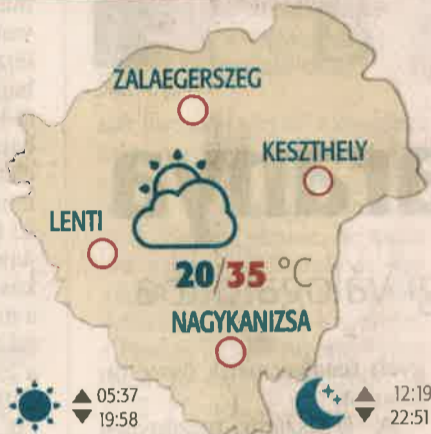 ZALAEGERSZEG
KESZTHELY
LENTI
20/35 °C
NAGYKANIZSA
▲ 05:37
▼ 19:58
▲ 12:19
▼ 22:51